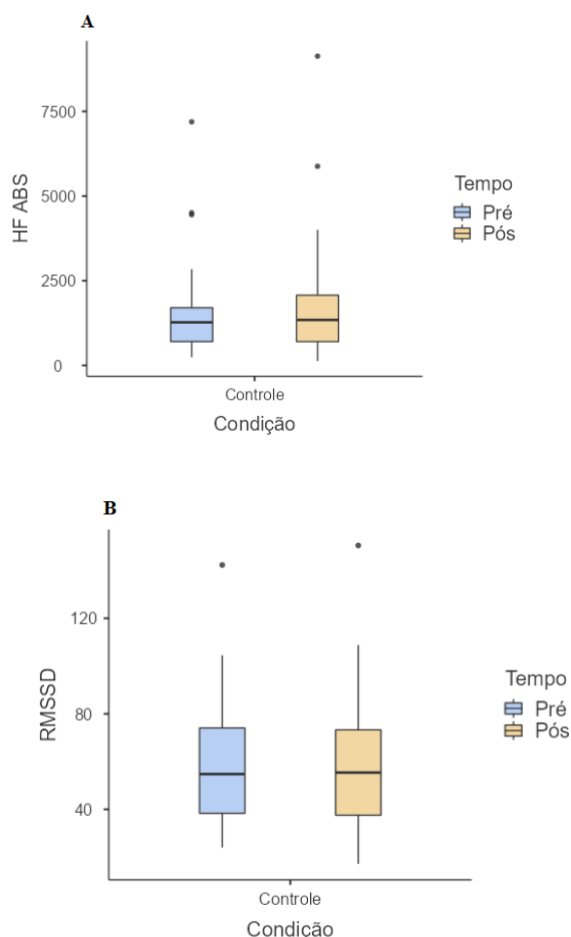 A
7500
5000
2500
0
HF ABS
Tempo
Pré
Pós
Controle
Condição
B
120
80
40
RMSSD
Tempo
Pré
Pós
Controle
Condição